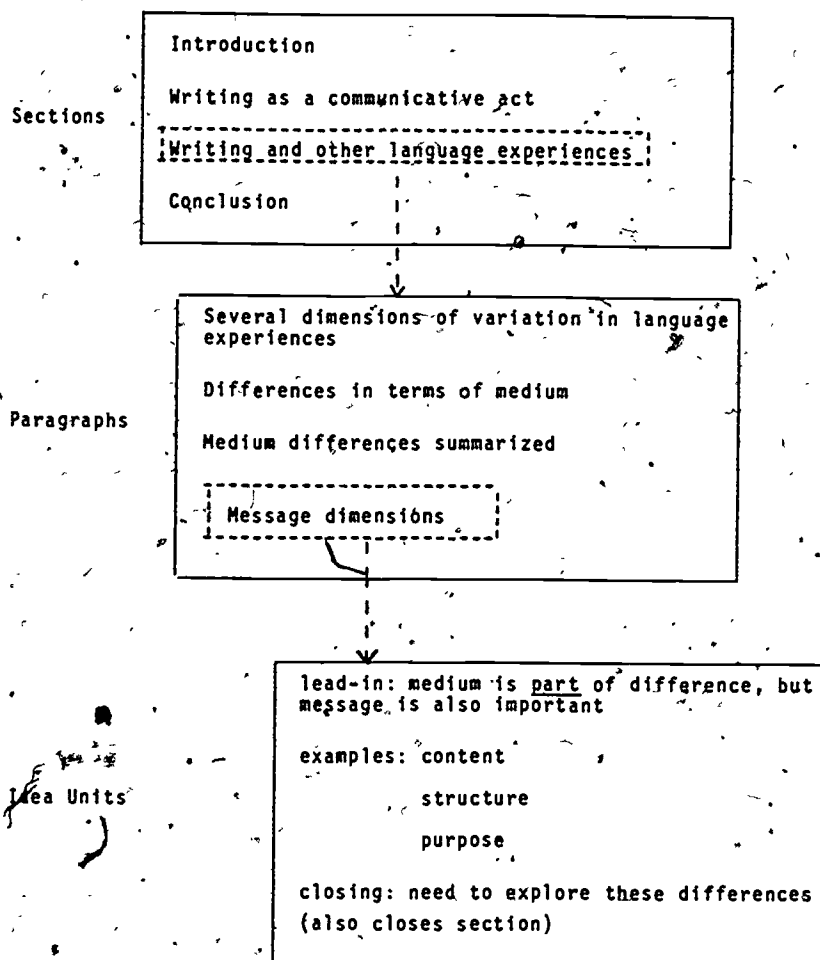 Introduction
Writing as a communicative act
Sections
Writing and other language experiences
Conclusion
Several dimensions of variation in language
experiences
Differences in terms of medium
Paragraphs
Medium differences summarized
Message dimensions
lead-in: medium is part of difference, but
message is also important
examples: content
Idea Units
structure
purpose
closing: need to explore these differences
(also closes section)